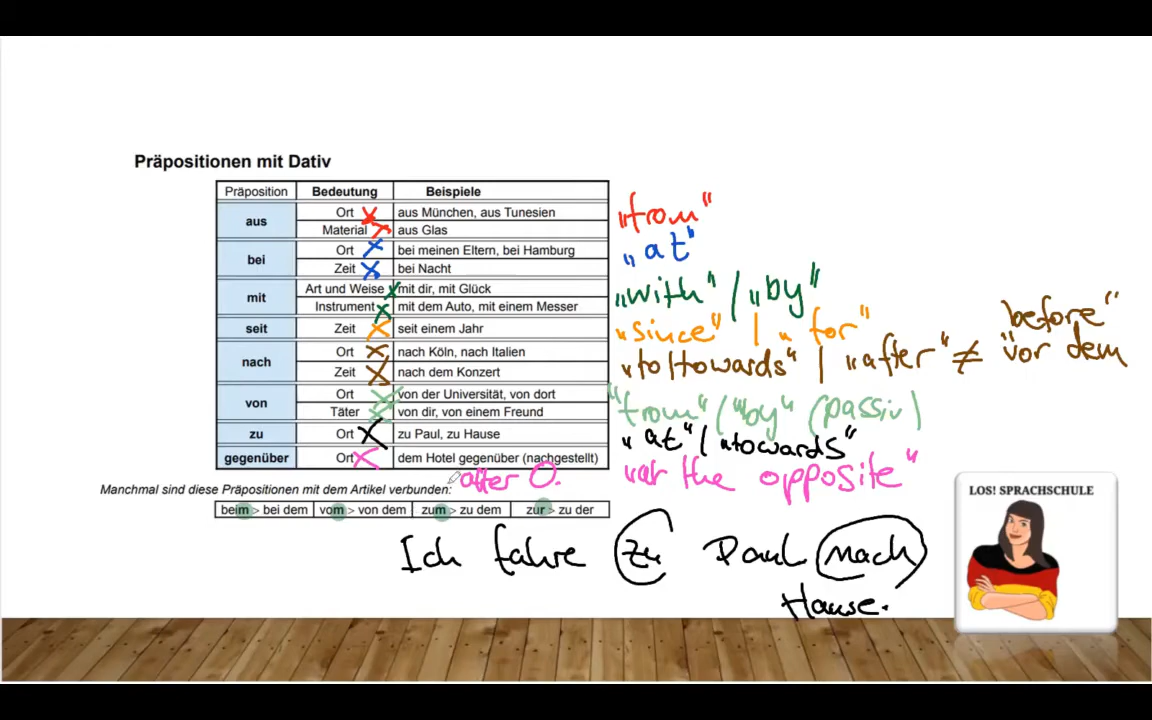 Präpositionen mit Dativ
Präposition Bedeutung Beispiele
aus Ort aus München, aus Tunesien „from“
Material aus Glas
bei Ort bei meinen Eltern, bei Hamburg „at“
Zeit bei Nacht
mit Art und Weise mit dir, mit Glück „with“ / „by“
Instrument mit dem Auto, mit einem Messer
seit Zeit seit einem Jahr „since“ / „for“
before“
nach Ort nach Köln, nach Italien „to/towards“ / „after“ ≠ „vor dem
Zeit nach dem Konzert
von Ort von der Universität, von dort „from“/„by“ (passiv)
Täter von dir, von einem Freund
zu Ort zu Paul, zu Hause „at“/„towards“
gegenüber Ort dem Hotel gegenüber (nachgestellt) „at the opposite“
after O.
Manchmal sind diese Präpositionen mit dem Artikel verbunden:
beim > bei dem vom > von dem zum > zu dem zur > zu der
LOS! SPRACHSCHULE
Ich fahre zu Paul nach
Hause.